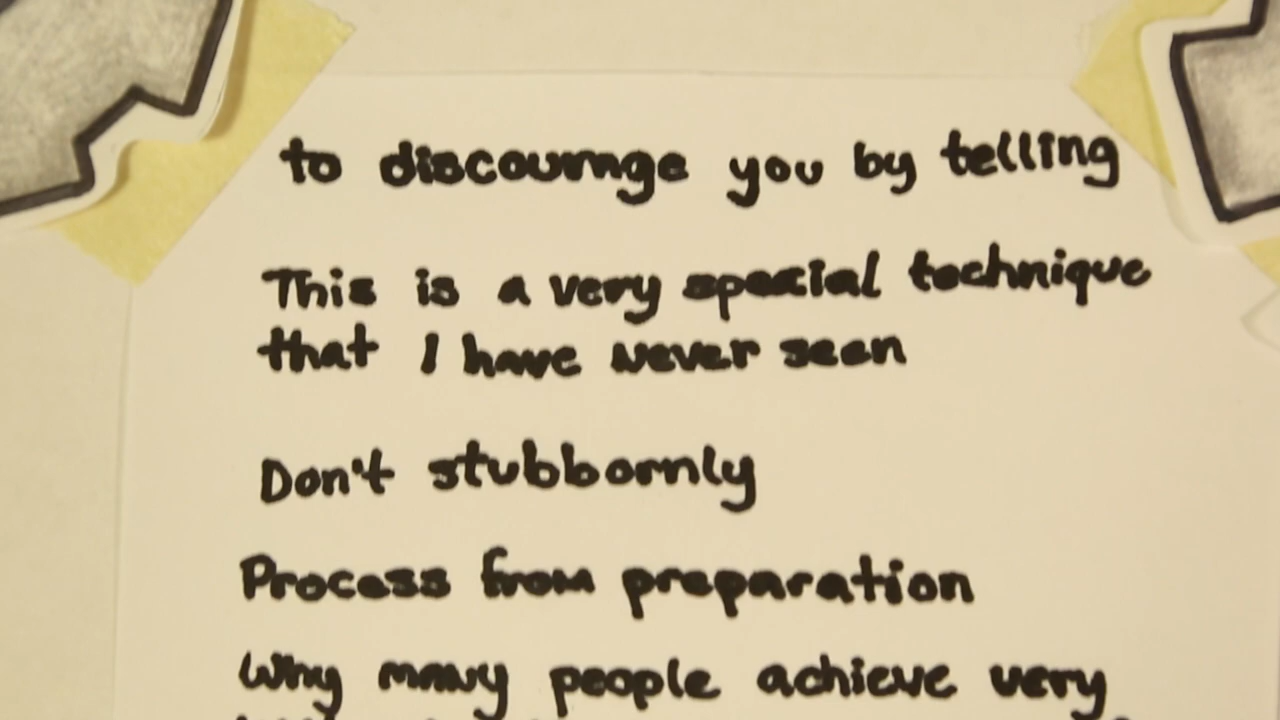 to discourage you by telling
This is a very special technique
that I have never seen
Don't stubbornly
Process from preparation
Why many people achieve very